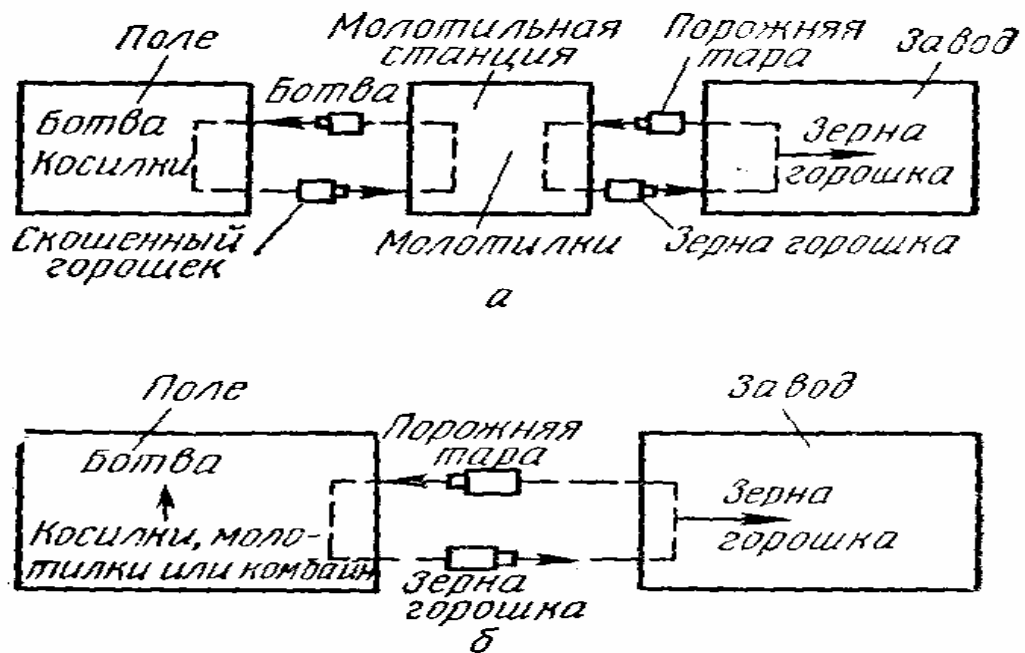 Поле
Молотильная
станция
Порожняя
тара
Завод
Ботва
Ботва
Косилки
Зерна
горошка
Скошенный
горошек
Молотилки
Зерна горошка
а
Поле
Завод
Порожняя
тара
Ботва
Зерна
горошка
Косилки, моло-
тилки или комбайн
Зерна
горошка
б